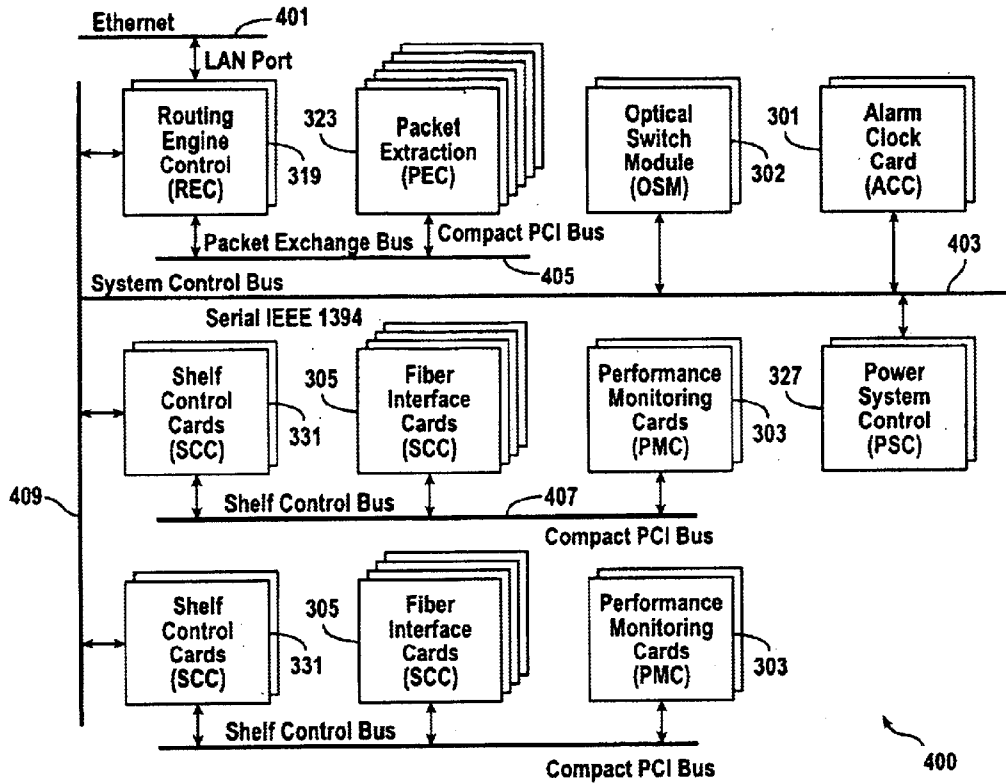 Ethernet
401
LAN Port
Routing
Engine
Control
(REC)
319
323
Packet
Extraction
(PEC)
Optical
Switch
Module
(OSM)
302
301
Alarm
Clock
Card
(ACC)
Packet Exchange Bus
Compact PCI Bus
405
403
System Control Bus
Serial IEEE 1394
Shelf
Control
Cards
(SCC)
331
305
Fiber
Interface
Cards
(SCC)
Performance
Monitoring
Cards
(PMC)
303
327
Power
System
Control
(PSC)
409
Shelf Control Bus
407
Compact PCI Bus
Shelf
Control
Cards
(SCC)
331
305
Fiber
Interface
Cards
(SCC)
Performance
Monitoring
Cards
(PMC)
303
Shelf Control Bus
Compact PCI Bus
400